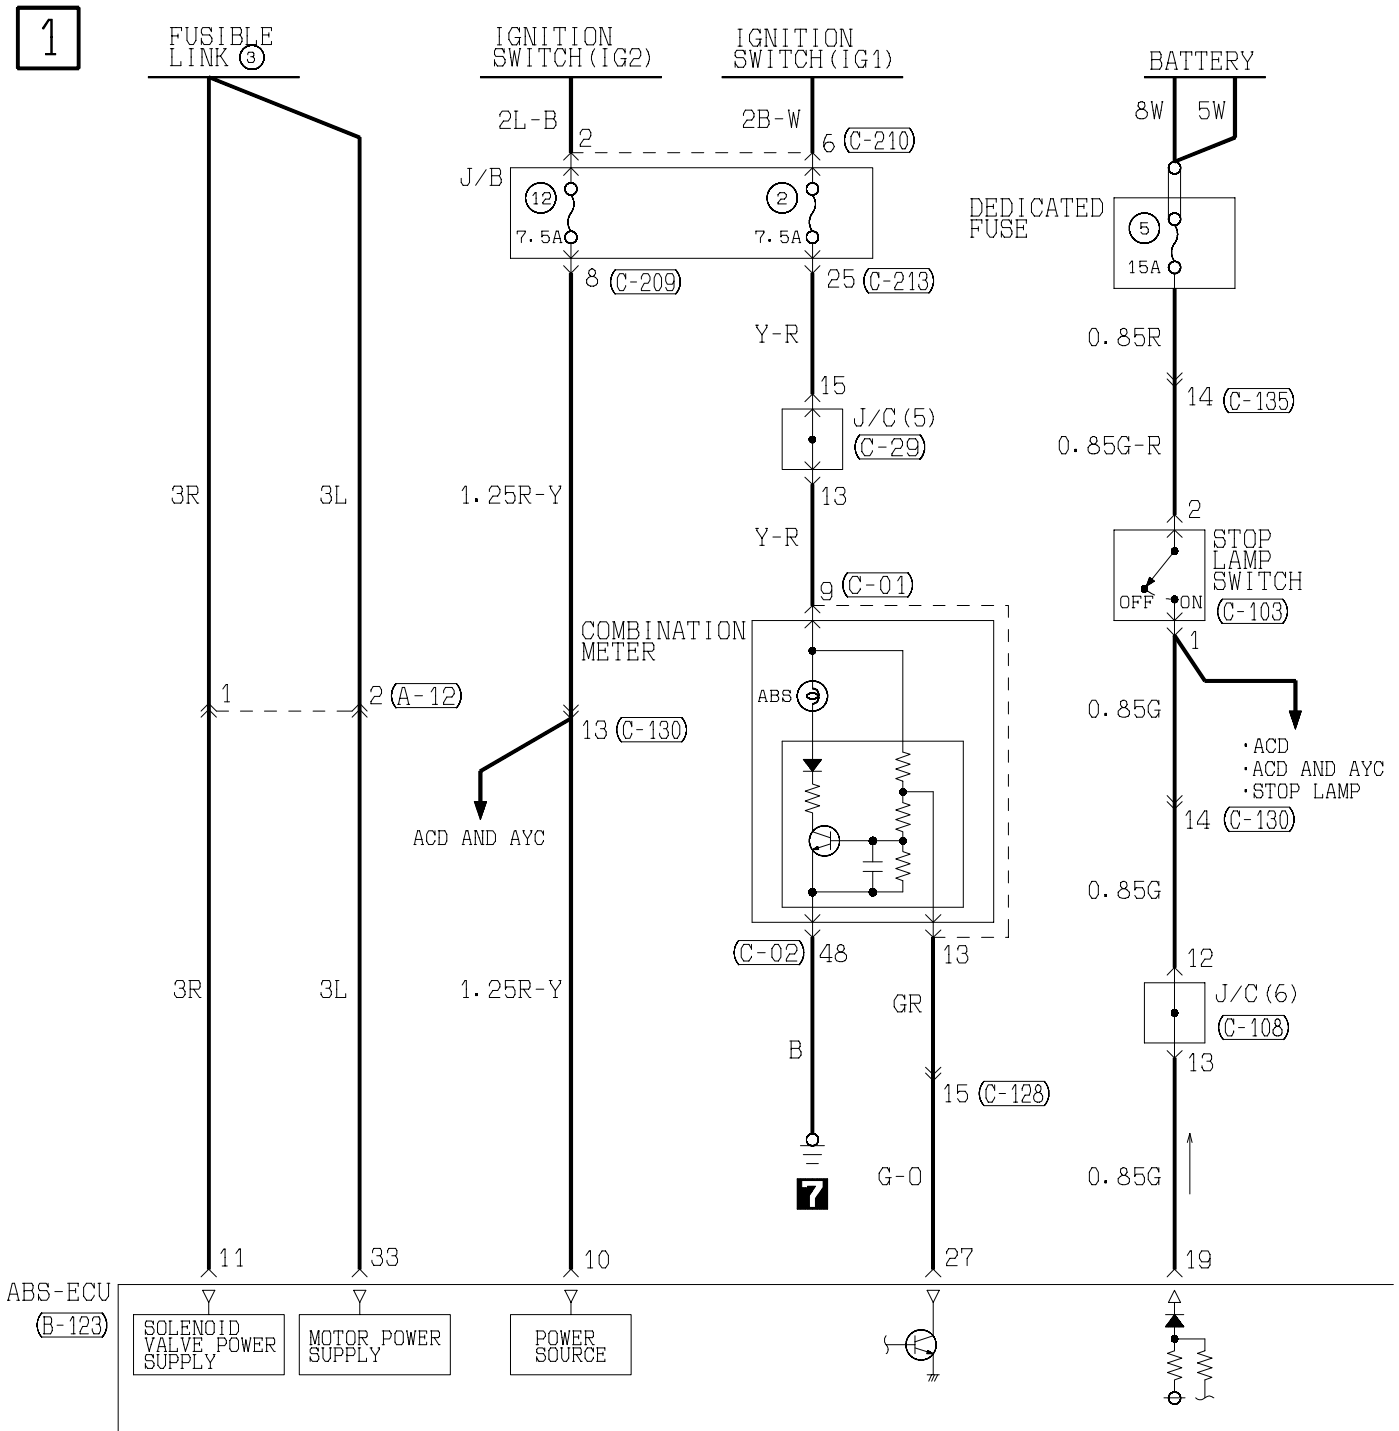 1
FUSIBLE
LINK 3
IGNITION
SWITCH(IG2)
IGNITION
SWITCH(IG1)
BATTERY
8W
5W
2L-B
2
2B-W
6 C-210
J/B
12
7.5A
2
7.5A
DEDICATED
FUSE
5
15A
8 C-209
25 C-213
Y-R
0.85R
15
14 C-135
J/C(5)
C-29
0.85G-R
3R
3L
1.25R-Y
13
2
Y-R
STOP
LAMP
SWITCH
C-103
OFF
ON
9 C-01
COMBINATION
METER
1
1
2 A-12
ABS
0.85G
13 C-130
·ACD
·ACD AND AYC
·STOP LAMP
14 C-130
ACD AND AYC
0.85G
C-02 48
13
12
3R
3L
1.25R-Y
GR
J/C(6)
C-108
B
13
15 C-128
G-O
0.85G
7
11
33
10
27
19
ABS-ECU
B-123
SOLENOID
VALVE POWER
SUPPLY
MOTOR POWER
SUPPLY
POWER
SOURCE